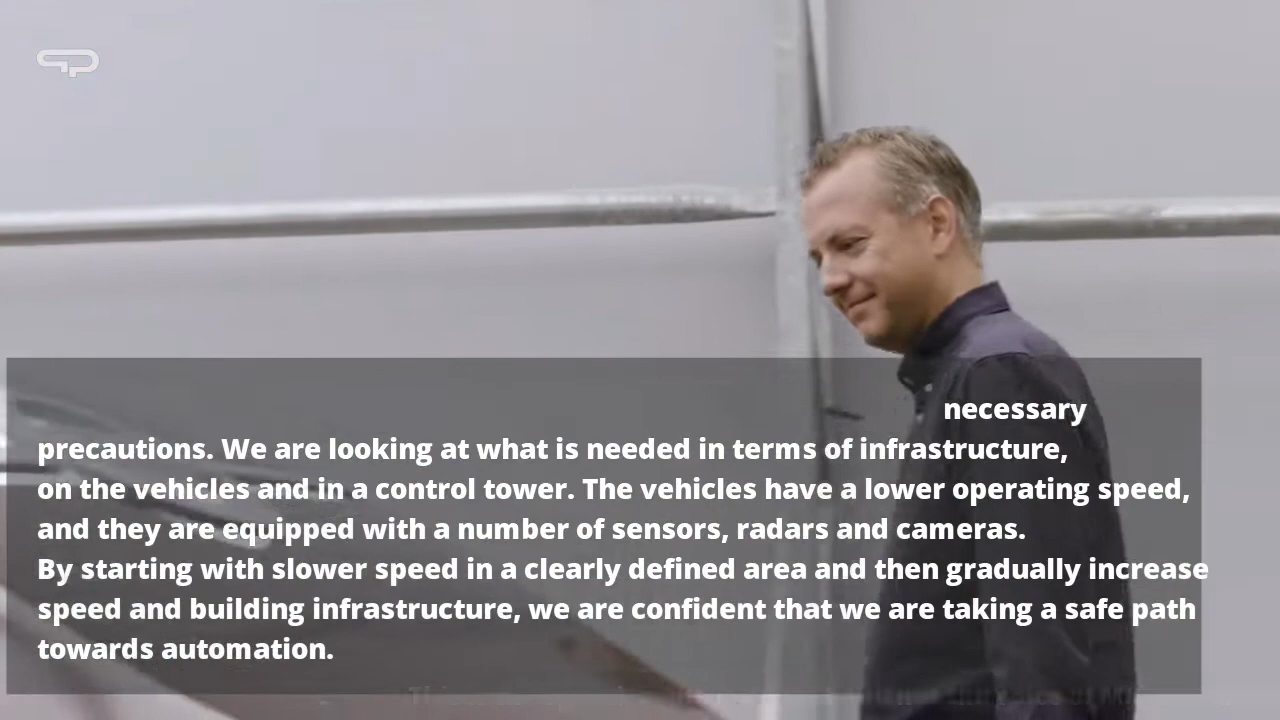 necessary
precautions. We are looking at what is needed in terms of infrastructure,
on the vehicles and in a control tower. The vehicles have a lower operating speed,
and they are equipped with a number of sensors, radars and cameras.
By starting with slower speed in a clearly defined area and then gradually increase
speed and building infrastructure, we are confident that we are taking a safe path
towards automation.